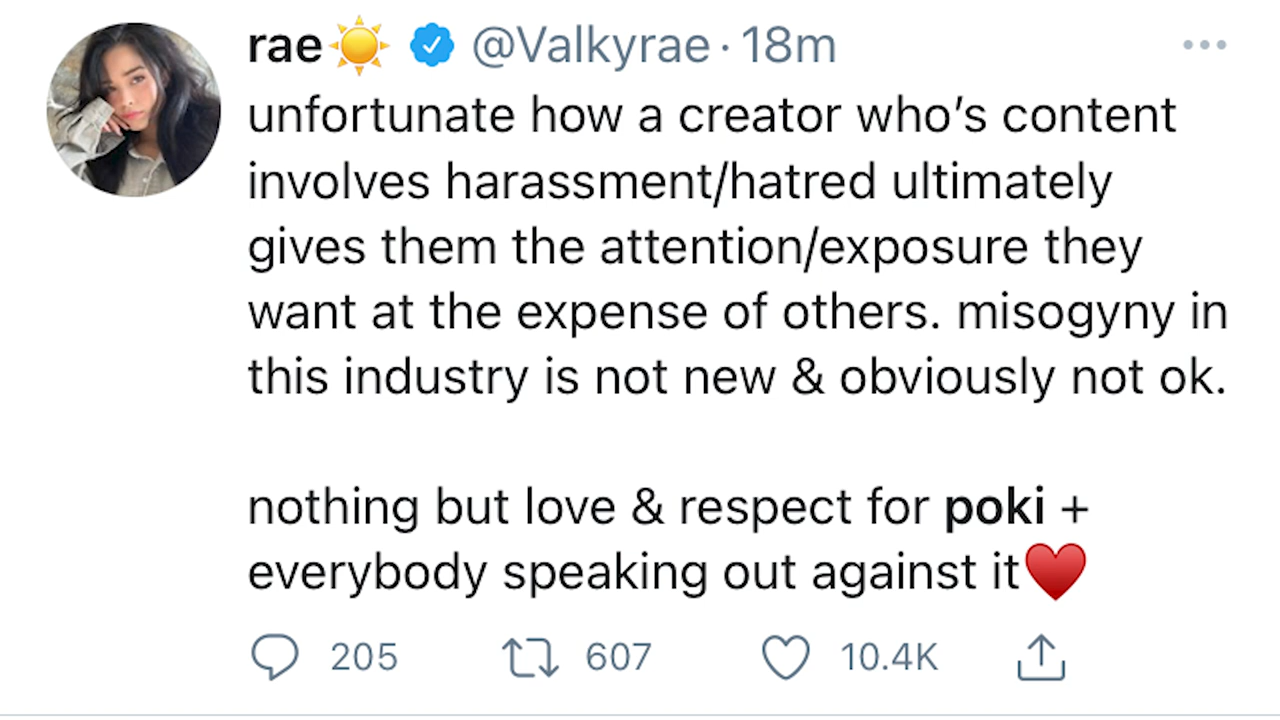 rae☀️ @Valkyrae · 18m
unfortunate how a creator who’s content
involves harassment/hatred ultimately
gives them the attention/exposure they
want at the expense of others. misogyny in
this industry is not new & obviously not ok.
nothing but love & respect for poki +
everybody speaking out against it♥️
205 607 10.4K